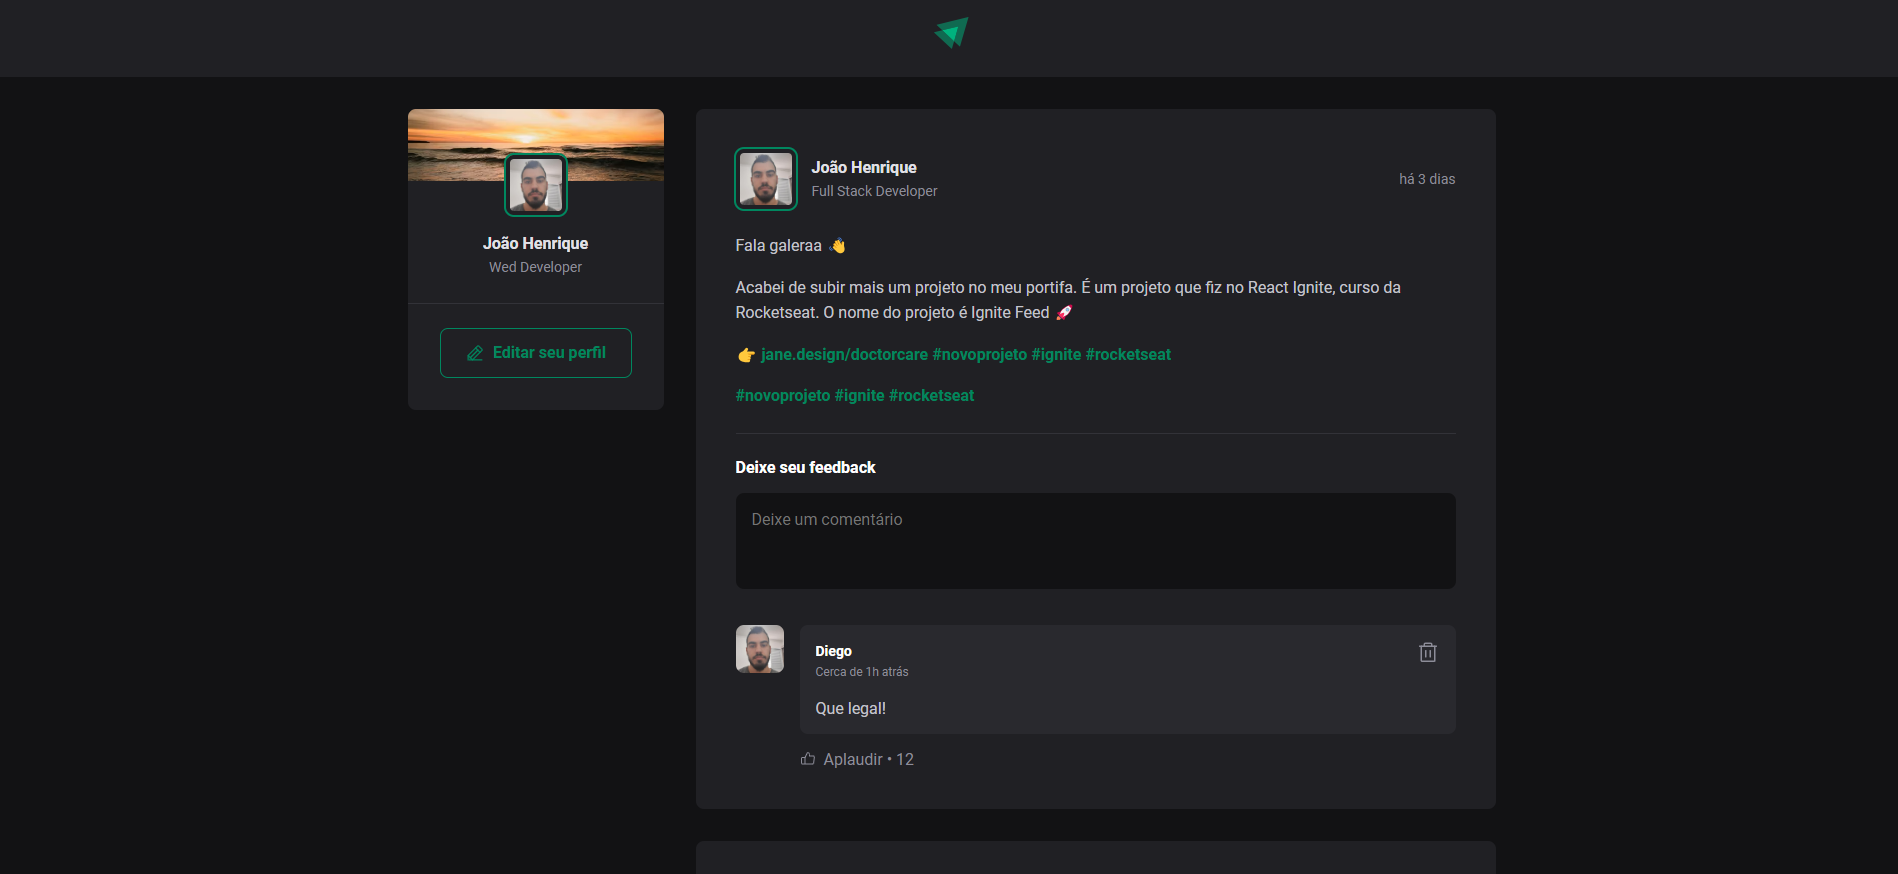 João Henrique
Wed Developer
Editar seu perfil
João Henrique
Full Stack Developer
há 3 dias
Fala galeraa 👋
Acabei de subir mais um projeto no meu portifa. É um projeto que fiz no React Ignite, curso da
Rocketseat. O nome do projeto é Ignite Feed 🚀
👉 jane.design/doctorcare #novoprojeto #ignite #rocketseat
#novoprojeto #ignite #rocketseat
Deixe seu feedback
Deixe um comentário
Diego
Cerca de 1h atrás
Que legal!
Aplaudir • 12